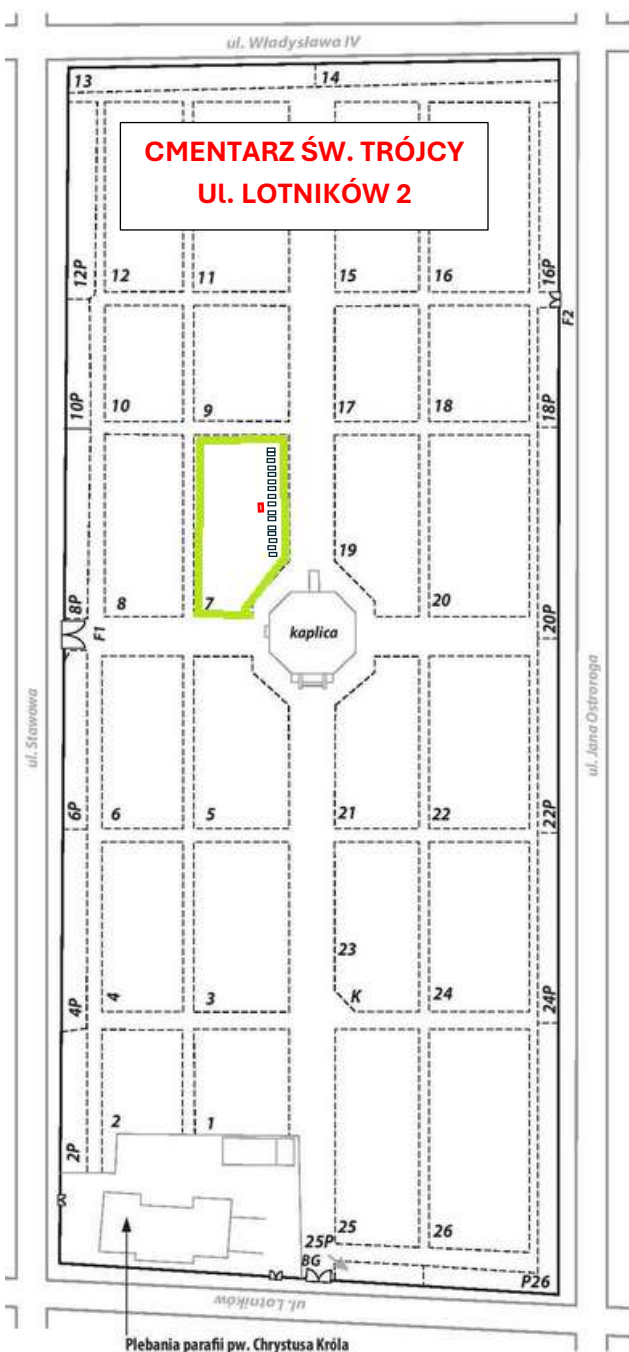 ul. Władysława IV
13
14
CMENTARZ ŚW. TRÓJCY
Ul. LOTNIKÓW 2
12P
12
11
15
16
16P
F2
10P
10
9
17
18
18P
19
8P
8
7
20
20P
F1
kaplica
ul. Stawowa
ul. Jana Ostroroga
6P
6
5
21
22
22P
23
4P
4
3
K
24
24P
2P
2
1
25
26
25P
BG
P26
ul. Lotników
Plebania parafii pw. Chrystusa Króla